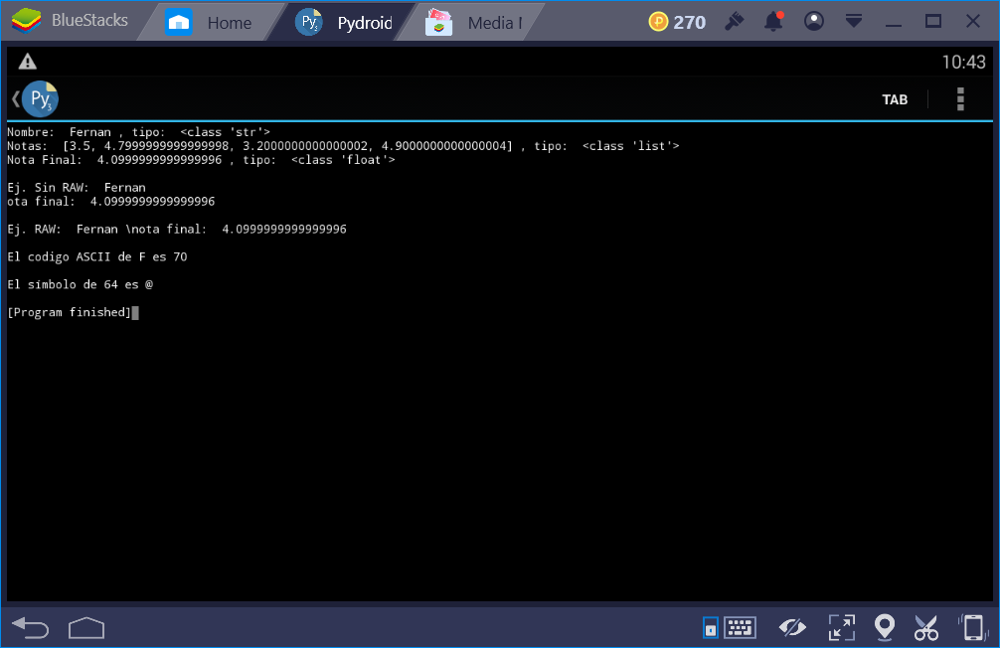 BlueStacks Home Pydroid Media 270
10:43
Py3 TAB
Nombre:  Fernan , tipo:  <class 'str'>
Notas:  [3.5, 4.7999999999999998, 3.2000000000000002, 4.9000000000000004] , tipo:  <class 'list'>
Nota Final:  4.0999999999999996 , tipo:  <class 'float'>
Ej. Sin RAW:  Fernan
ota final:  4.0999999999999996
Ej. RAW:  Fernan \nota final:  4.0999999999999996
El codigo ASCII de F es 70
El símbolo de 64 es @
[Program finished]